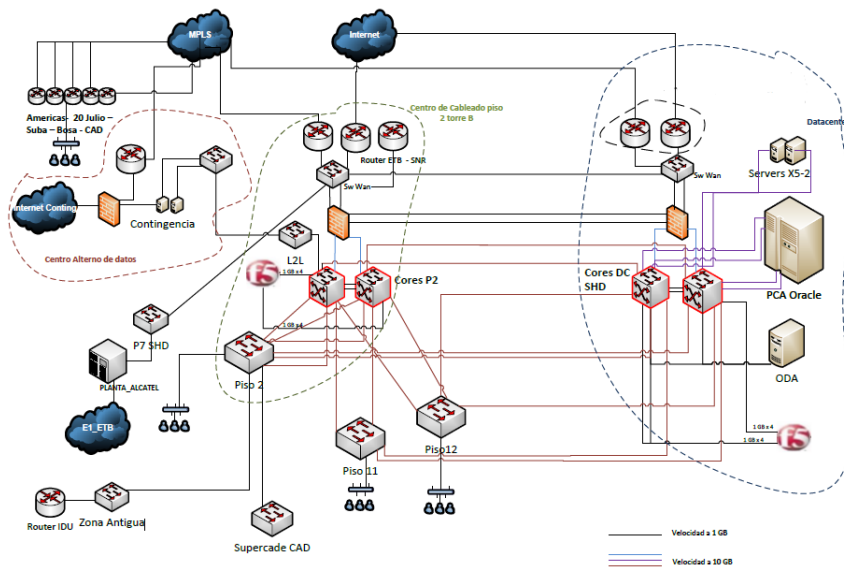 MPLS
Internet
Centro de Cableado piso
2 torre B
Datacente
Americas- 20 Julio –
Suba – Bosa - CAD
Router ETB - SNR
Sw Wan
Sw Wan
Servers X5-2
Internet Conting
Contingencia
Centro Alterno de datos
L2L
1 GB x 4
Cores P2
Cores DC
SHD
PCA Oracle
P7 SHD
1 GB x 4
Piso 2
PLANTA_ALCATEL
ODA
E1_ETB
1 GB x 4
1 GB x 4
Piso12
Piso 11
Router IDU
Zona Antigua
Supercade CAD
Velocidad a 1 GB
Velocidad a 10 GB